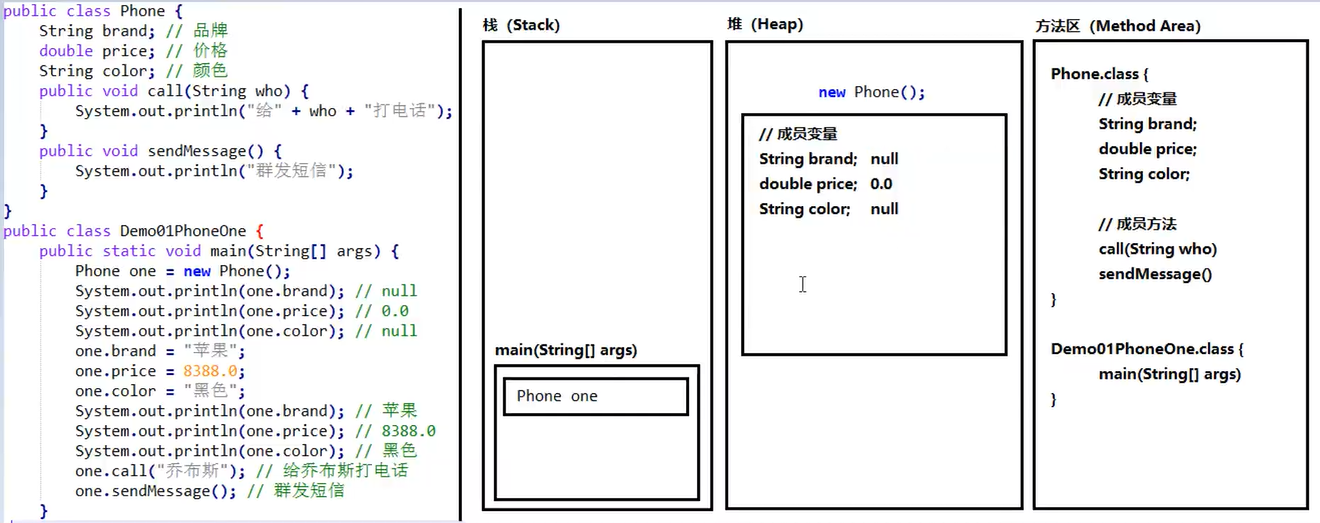 public class Phone {
String brand; // 品牌
double price; // 价格
String color; // 颜色
public void call(String who) {
System.out.println("给" + who + "打电话");
}
public void sendMessage() {
System.out.println("群发短信");
}
}
public class Demo01PhoneOne {
public static void main(String[] args) {
Phone one = new Phone();
System.out.println(one.brand); // null
System.out.println(one.price); // 0.0
System.out.println(one.color); // null
one.brand = "苹果";
one.price = 8388.0;
one.color = "黑色";
System.out.println(one.brand); // 苹果
System.out.println(one.price); // 8388.0
System.out.println(one.color); // 黑色
one.call("乔布斯"); // 给乔布斯打电话
one.sendMessage(); // 群发短信
}
栈 (Stack)
main(String[] args)
Phone one
堆 (Heap)
new Phone();
// 成员变量
String brand; null
double price; 0.0
String color; null
方法区 (Method Area)
Phone.class {
// 成员变量
String brand;
double price;
String color;
// 成员方法
call(String who)
sendMessage()
}
Demo01PhoneOne.class {
main(String[] args)
}